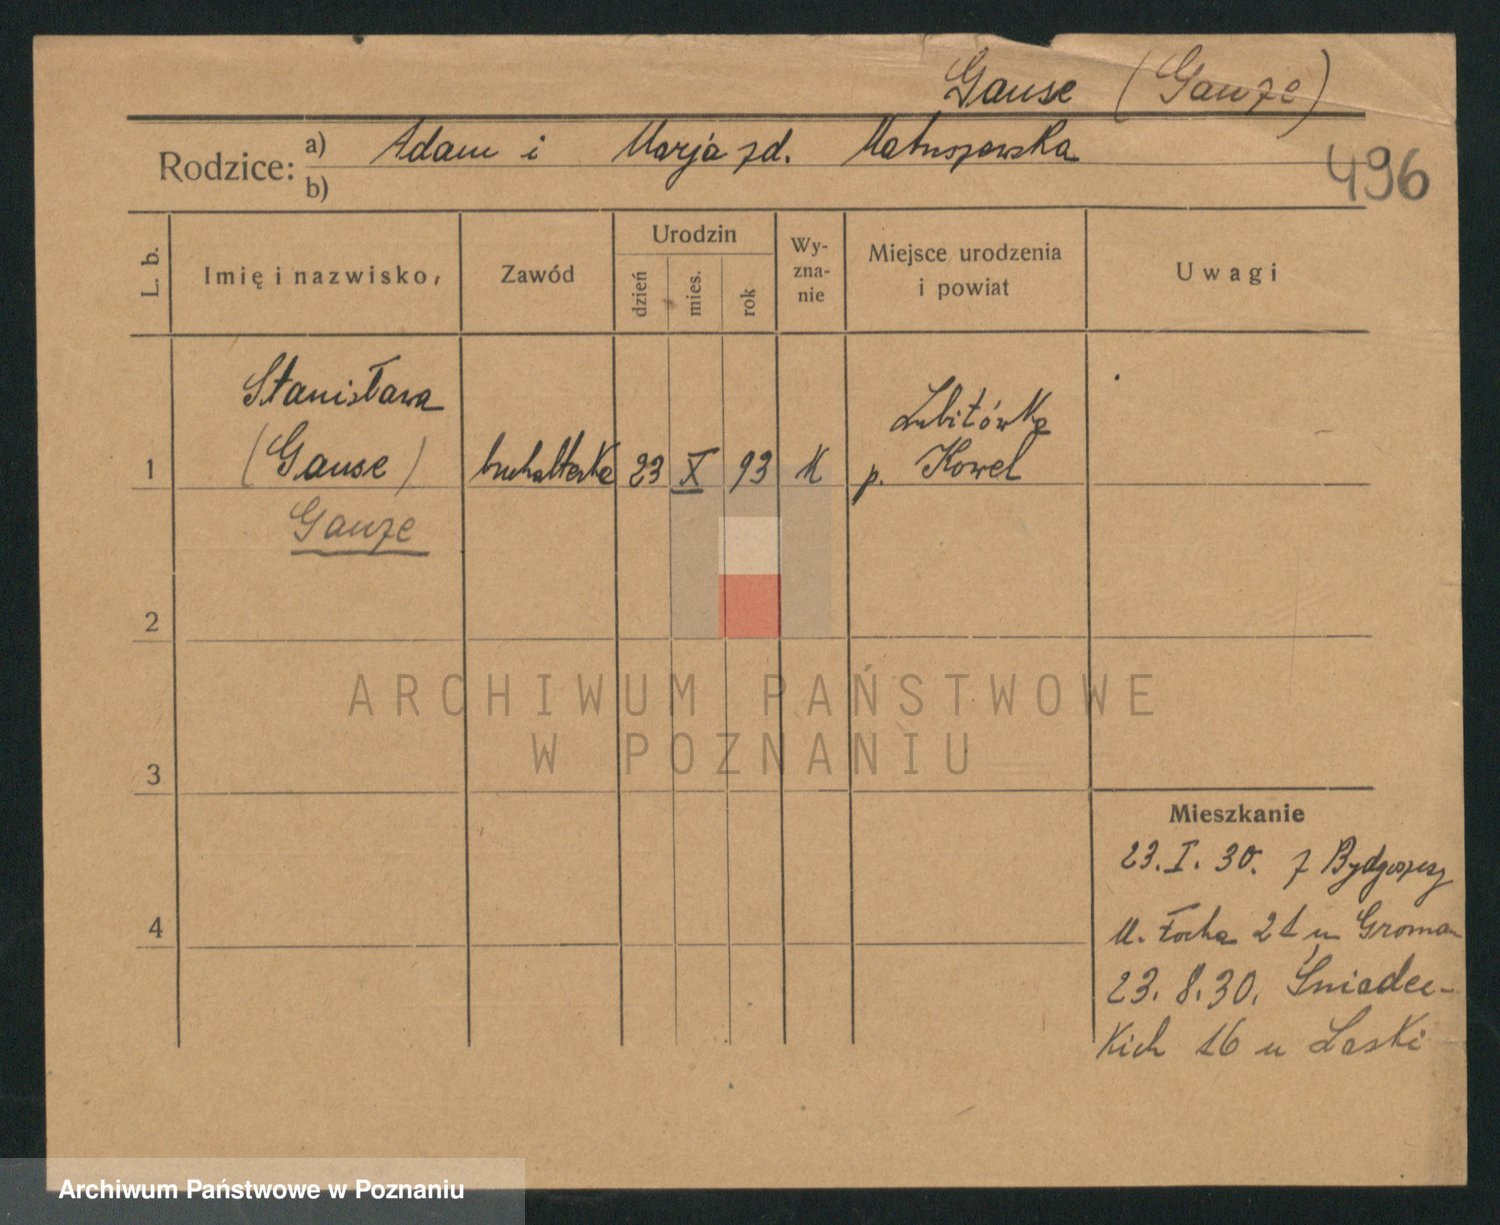 Gause (Gauze)
Rodzice: a) Adam i Marja zd. Matuszewska
b)
496
L. b.
Imię i nazwisko,
Zawód
Urodzin
dzień
mies.
rok
Wy-
zna-
nie
Miejsce urodzenia
i powiat
Uwagi
Stanisława
1 (Gause) buchalterka 23 X 93 K Lubitówka
p. Kowel
Gauze
2
3
4
Mieszkanie
23.I.30. z Bydgoszczy
M. Focha 21 u Groman
23.8.30. Śniadec-
kich 16 u Laski
ARCHIWUM PAŃSTWOWE
W POZNANIU
Archiwum Państwowe w Poznaniu